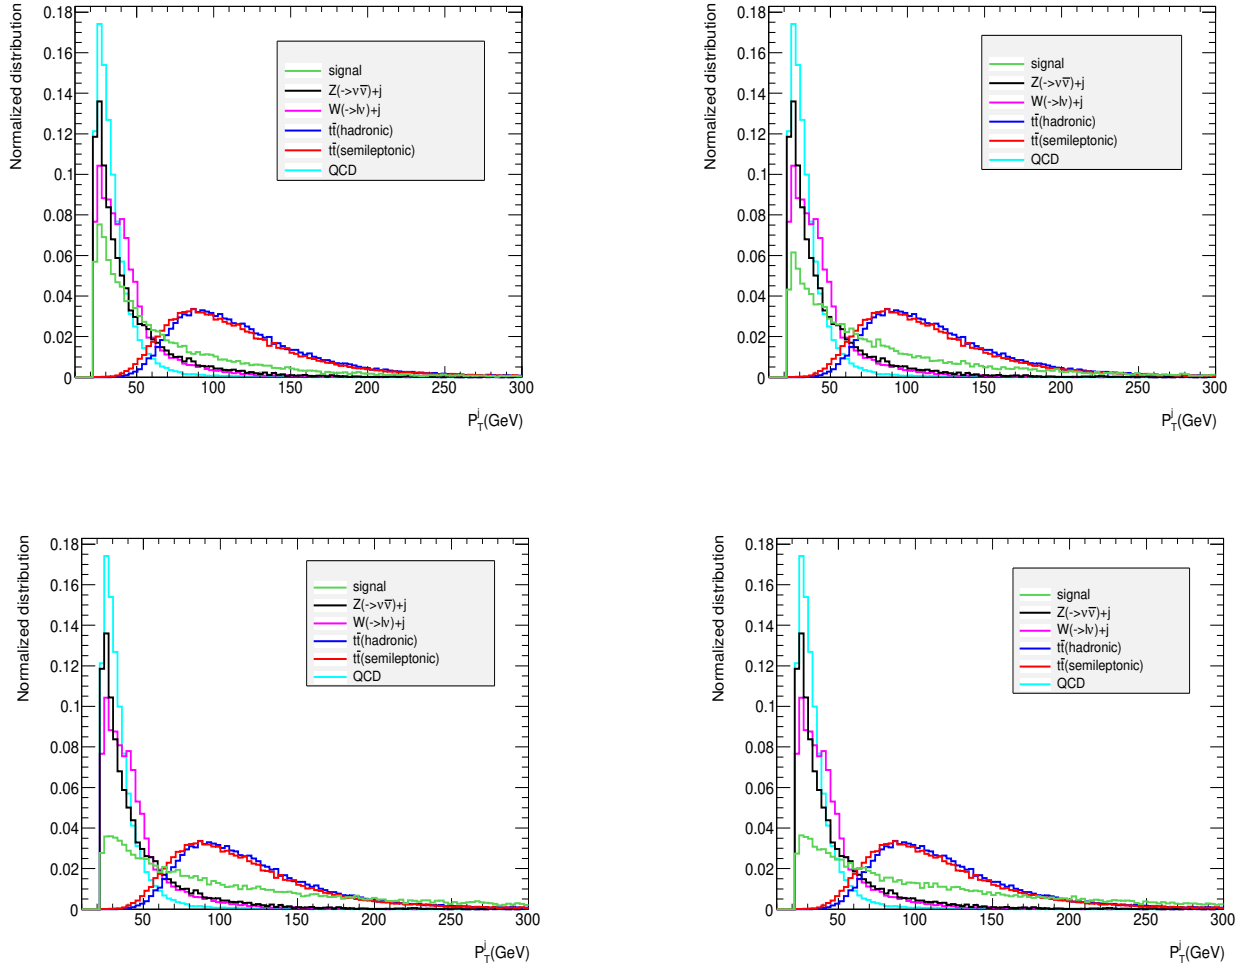 Normalized distribution
0.18
0.16
0.14
0.12
0.1
0.08
0.06
0.04
0.02
0
signal
Z(->νν̅)+j
W(->lν)+j
tt̄(hadronic)
tt̄(semileptonic)
QCD
50 100 150 200 250 300
P_T^j(GeV)
Normalized distribution
0.18
0.16
0.14
0.12
0.1
0.08
0.06
0.04
0.02
0
signal
Z(->νν̅)+j
W(->lν)+j
tt̄(hadronic)
tt̄(semileptonic)
QCD
50 100 150 200 250 300
P_T^j(GeV)
Normalized distribution
0.18
0.16
0.14
0.12
0.1
0.08
0.06
0.04
0.02
0
signal
Z(->νν̅)+j
W(->lν)+j
tt̄(hadronic)
tt̄(semileptonic)
QCD
50 100 150 200 250 300
P_T^j(GeV)
Normalized distribution
0.18
0.16
0.14
0.12
0.1
0.08
0.06
0.04
0.02
0
signal
Z(->νν̅)+j
W(->lν)+j
tt̄(hadronic)
tt̄(semileptonic)
QCD
50 100 150 200 250 300
P_T^j(GeV)